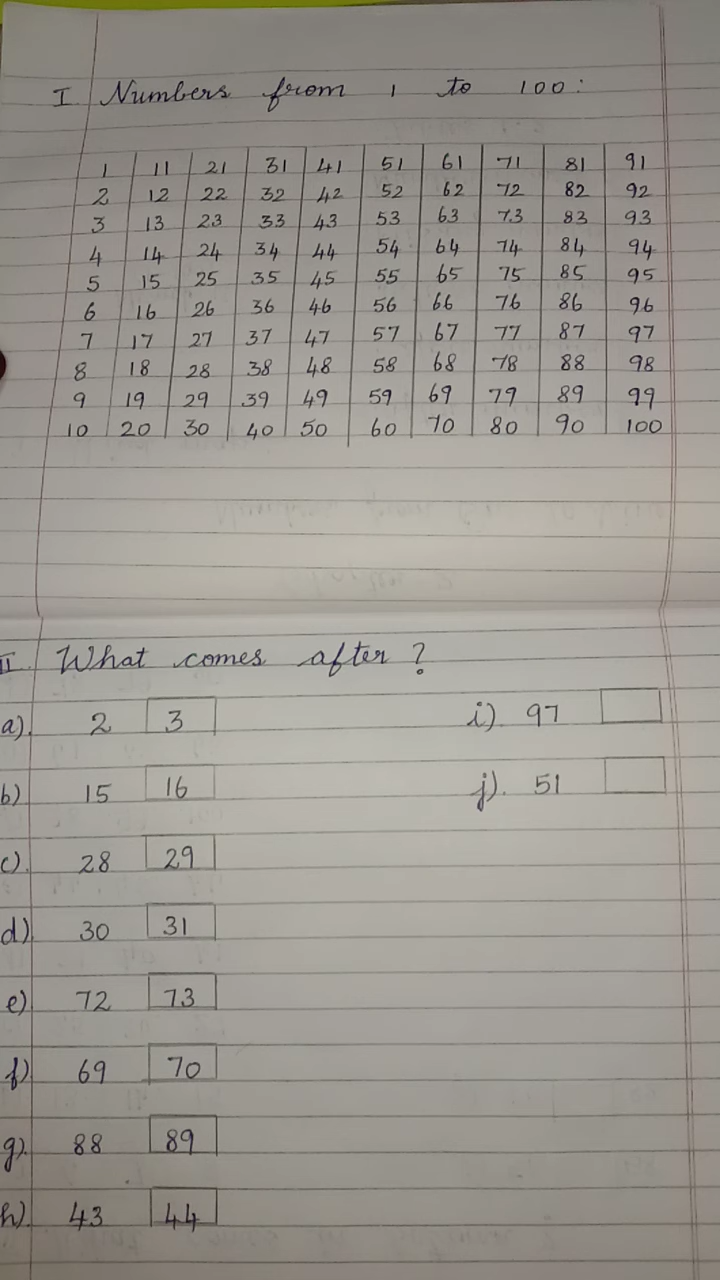 I Numbers from 1 to 100:
1 11 21 31 41 51 61 71 81 91
2 12 22 32 42 52 62 72 82 92
3 13 23 33 43 53 63 73 83 93
4 14 24 34 44 54 64 74 84 94
5 15 25 35 45 55 65 75 85 95
6 16 26 36 46 56 66 76 86 96
7 17 27 37 47 57 67 77 87 97
8 18 28 38 48 58 68 78 88 98
9 19 29 39 49 59 69 79 89 99
10 20 30 40 50 60 70 80 90 100
II What comes after ?
a). 2 3
b) 15 16
c). 28 29
d). 30 31
e) 72 73
f) 69 70
g). 88 89
h). 43 44
i). 97
j). 51